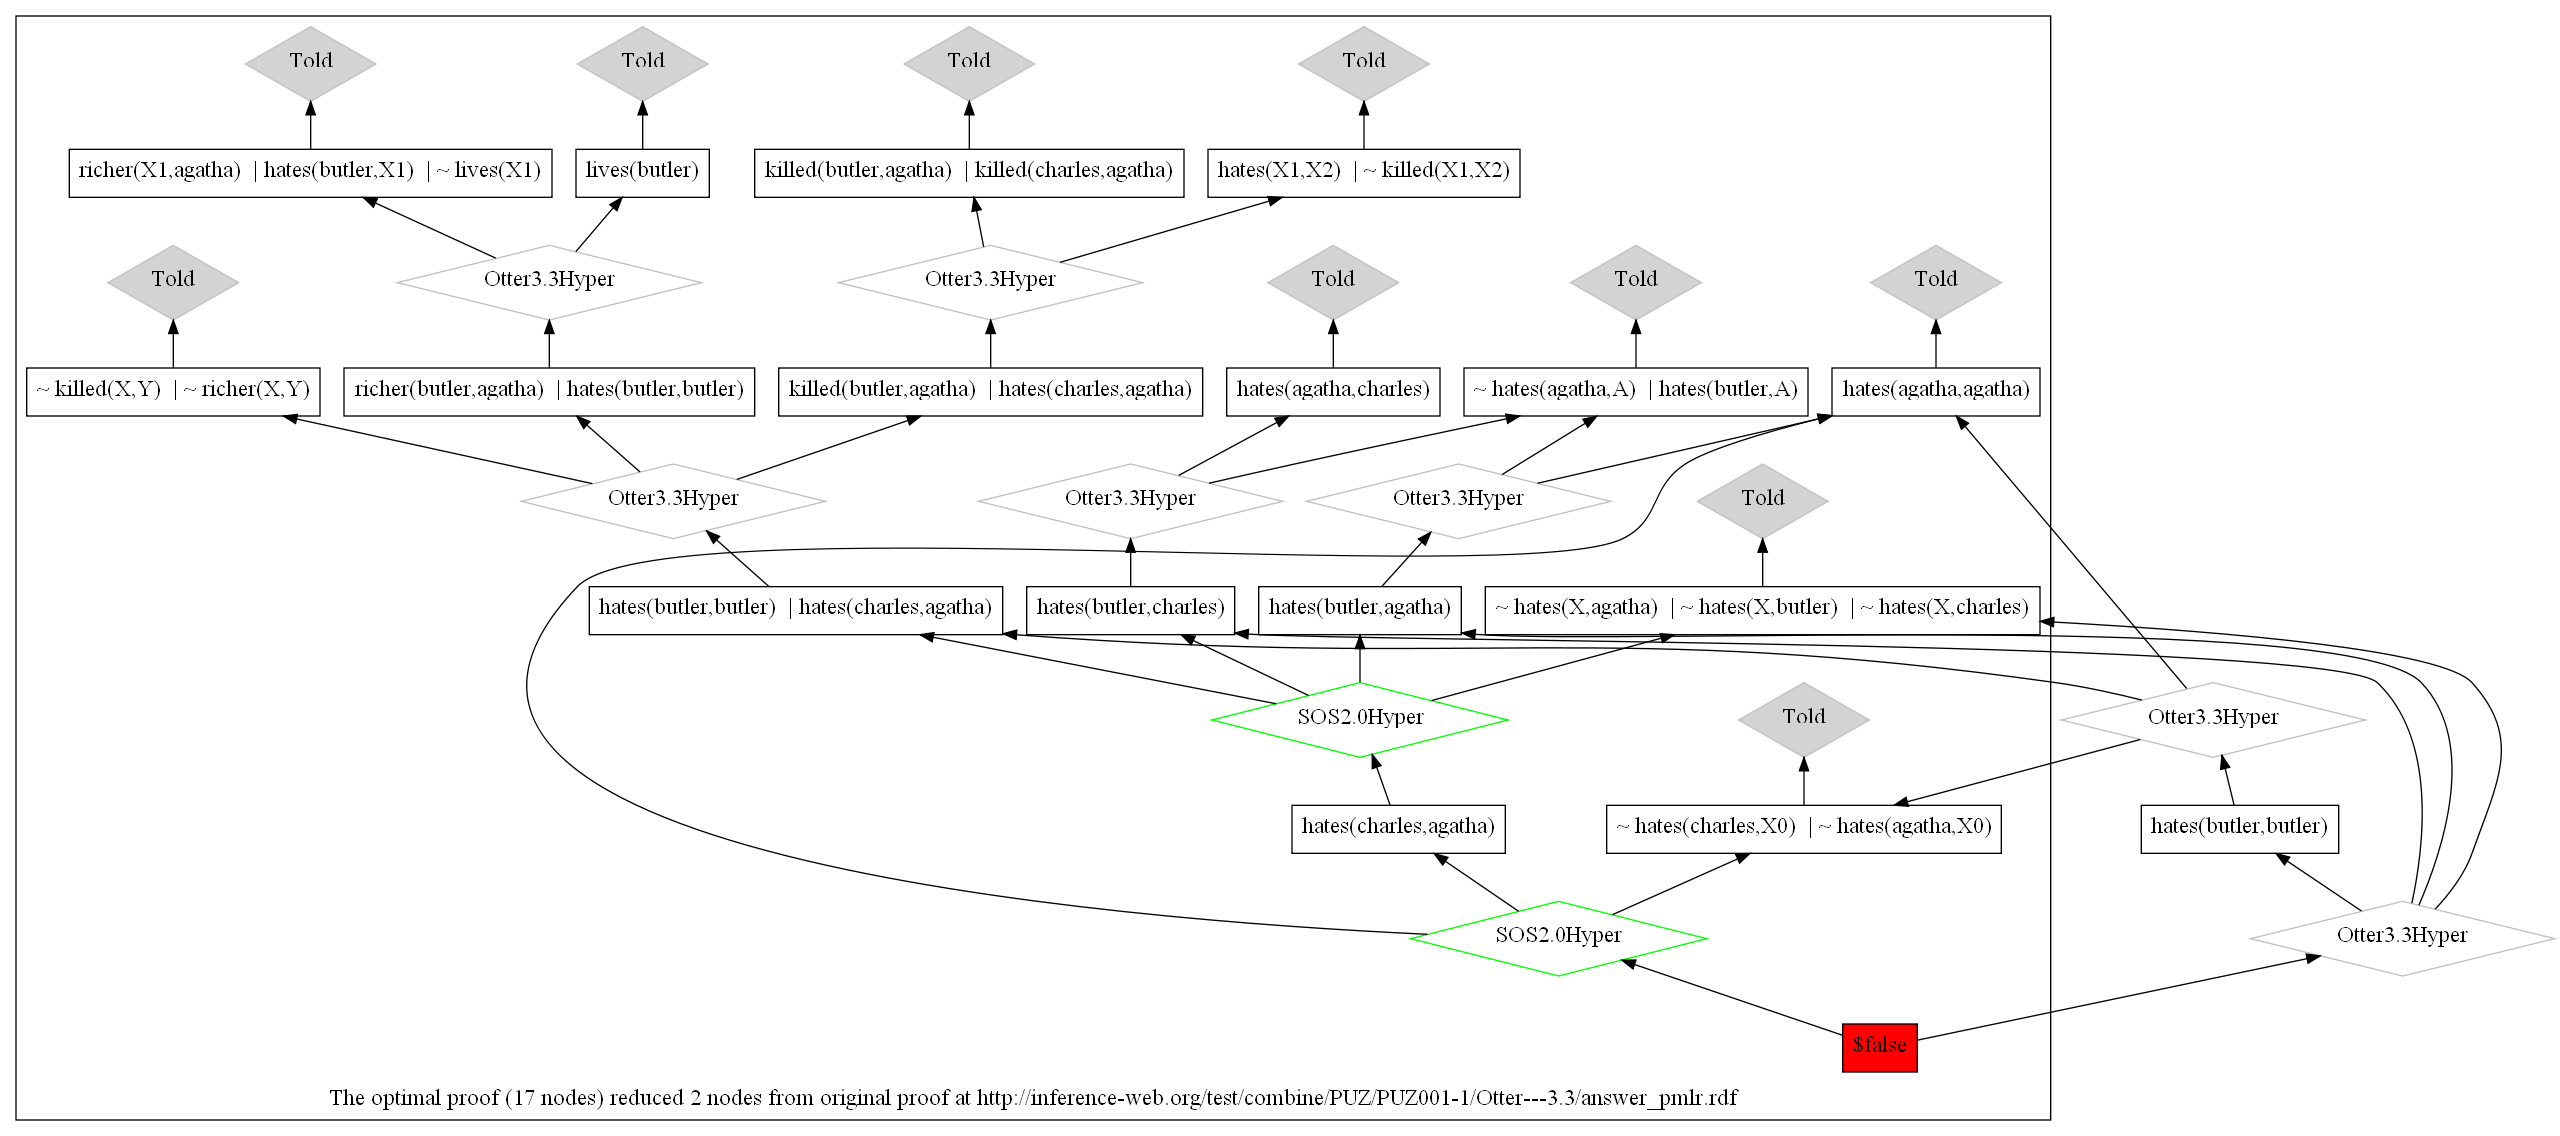 Told
Told
Told
Told
richer(X1,agatha) | hates(butler,X1) | ~ lives(X1)
lives(butler)
killed(butler,agatha) | killed(charles,agatha)
hates(X1,X2) | ~ killed(X1,X2)
Told
Otter3.3Hyper
Otter3.3Hyper
Told
Told
Told
~ killed(X,Y) | ~ richer(X,Y)
richer(butler,agatha) | hates(butler,butler)
killed(butler,agatha) | hates(charles,agatha)
hates(agatha,charles)
~ hates(agatha,A) | hates(butler,A)
hates(agatha,agatha)
Otter3.3Hyper
Otter3.3Hyper
Otter3.3Hyper
Told
hates(butler,butler) | hates(charles,agatha)
hates(butler,charles)
hates(butler,agatha)
~ hates(X,agatha) | ~ hates(X,butler) | ~ hates(X,charles)
SOS2.0Hyper
Told
Otter3.3Hyper
hates(charles,agatha)
~ hates(charles,X0) | ~ hates(agatha,X0)
hates(butler,butler)
SOS2.0Hyper
Otter3.3Hyper
$false
The optimal proof (17 nodes) reduced 2 nodes from original proof at http://inference-web.org/test/combine/PUZ/PUZ001-1/Otter---3.3/answer_pmlr.rdf